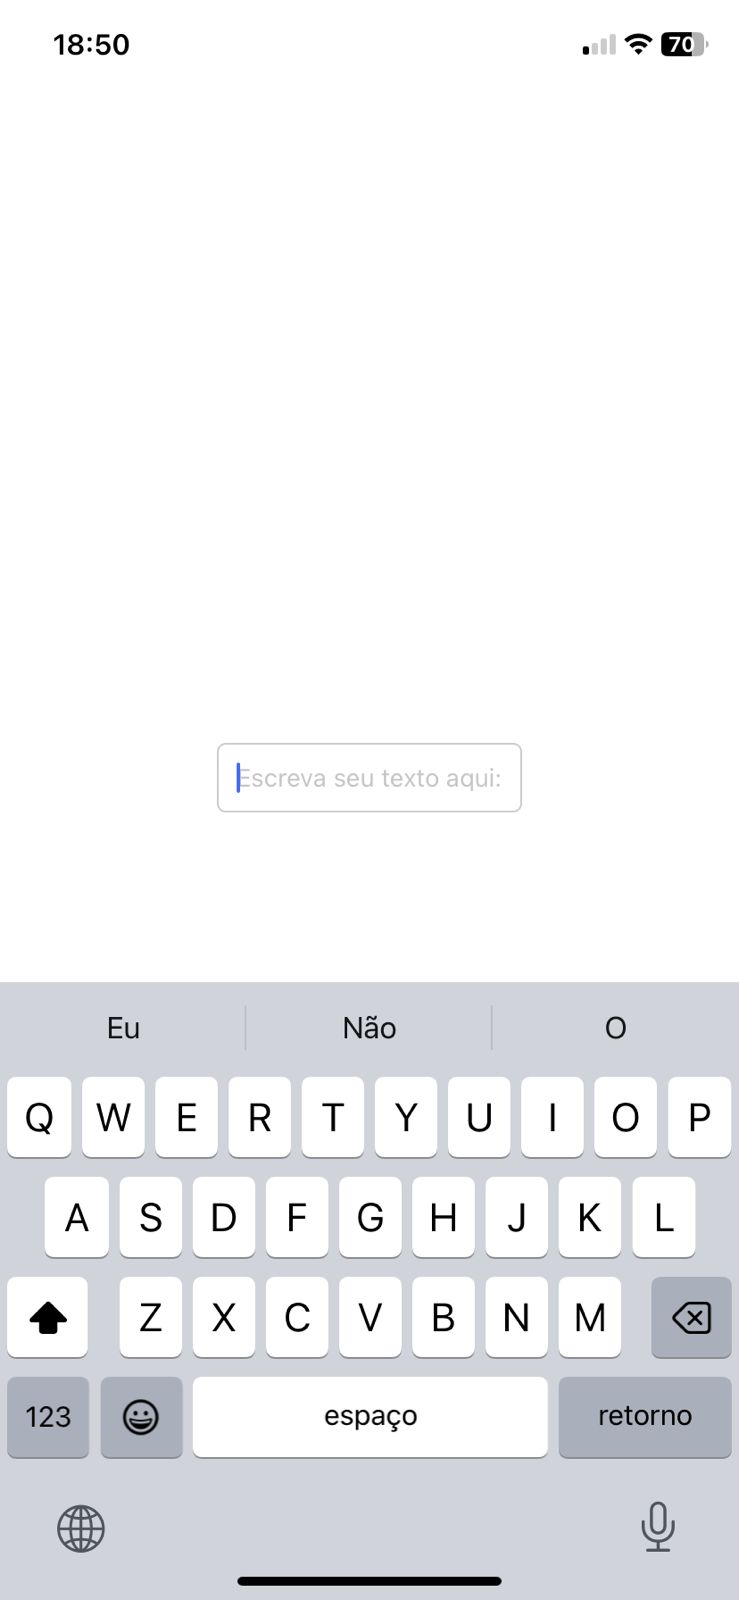 18:50
70
Escreva seu texto aqui:
Eu Não O
Q W E R T Y U I O P
A S D F G H J K L
Z X C V B N M
123 espaço retorno